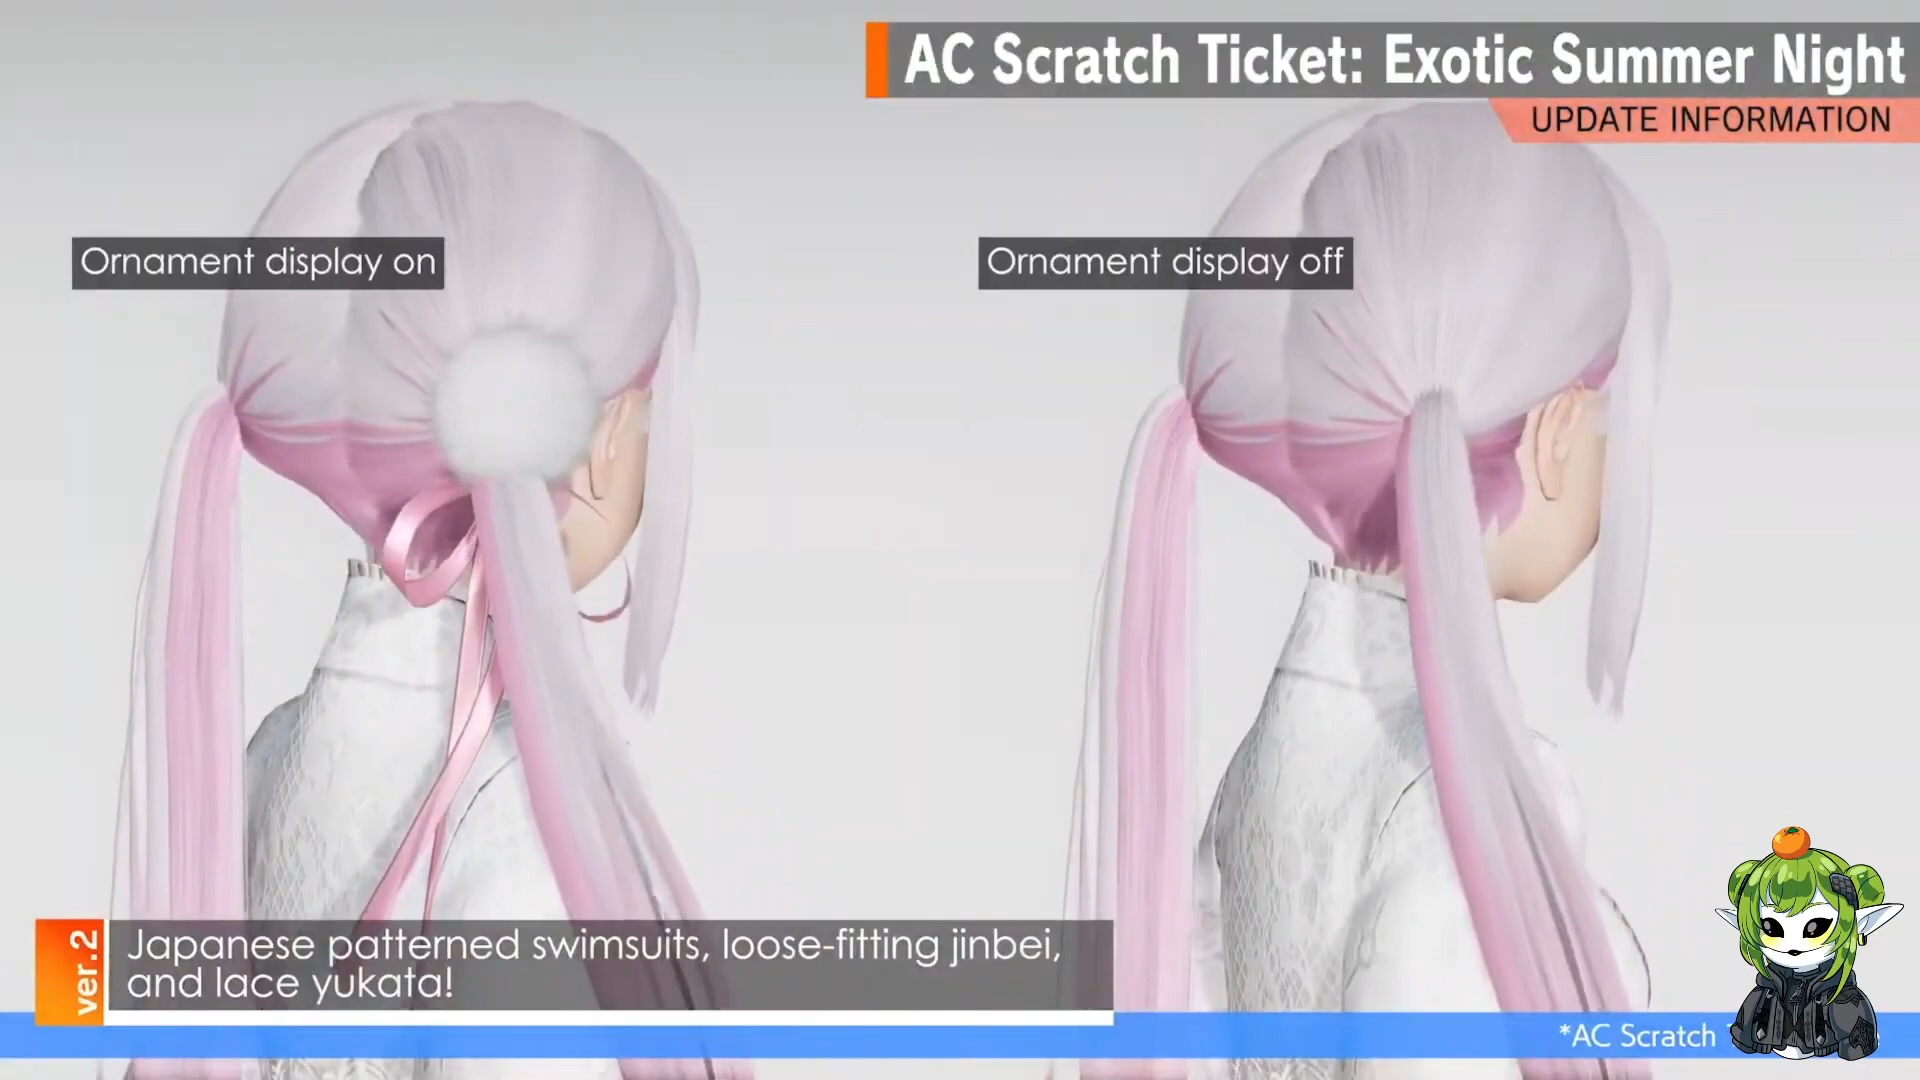 AC Scratch Ticket: Exotic Summer Night
UPDATE INFORMATION
Ornament display on
Ornament display off
ver.2
Japanese patterned swimsuits, loose-fitting jinbei,
and lace yukata!
*AC Scratch